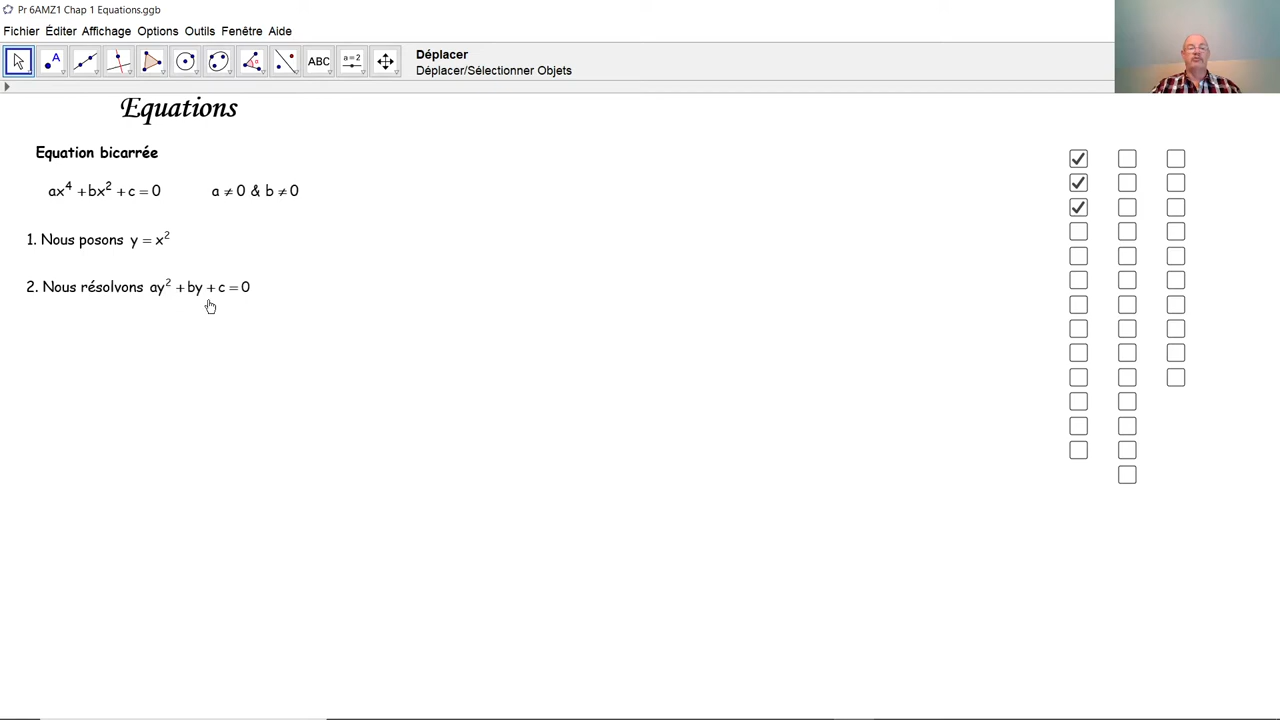 Pr 6AMZ1 Chap 1 Equations.ggb
Fichier Éditer Affichage Options Outils Fenêtre Aide
A
ABC
a=2
Déplacer
Déplacer/Sélectionner Objets
Equations
Equation bicarrée
ax⁴ + bx² + c = 0 a ≠ 0 & b ≠ 0
1. Nous posons y = x²
2. Nous résolvons ay² + by + c = 0